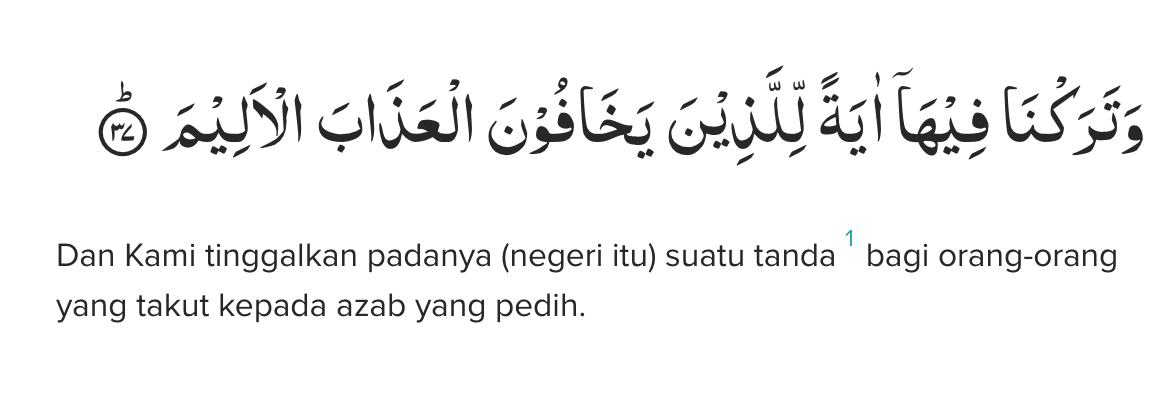 وَتَرَكْنَا فِيْهَآ اٰيَةً لِّلَّذِيْنَ يَخَافُوْنَ الْعَذَابَ الْاَلِيْمَۗ ۝٣٧
Dan Kami tinggalkan padanya (negeri itu) suatu tanda 1 bagi orang-orang
yang takut kepada azab yang pedih.